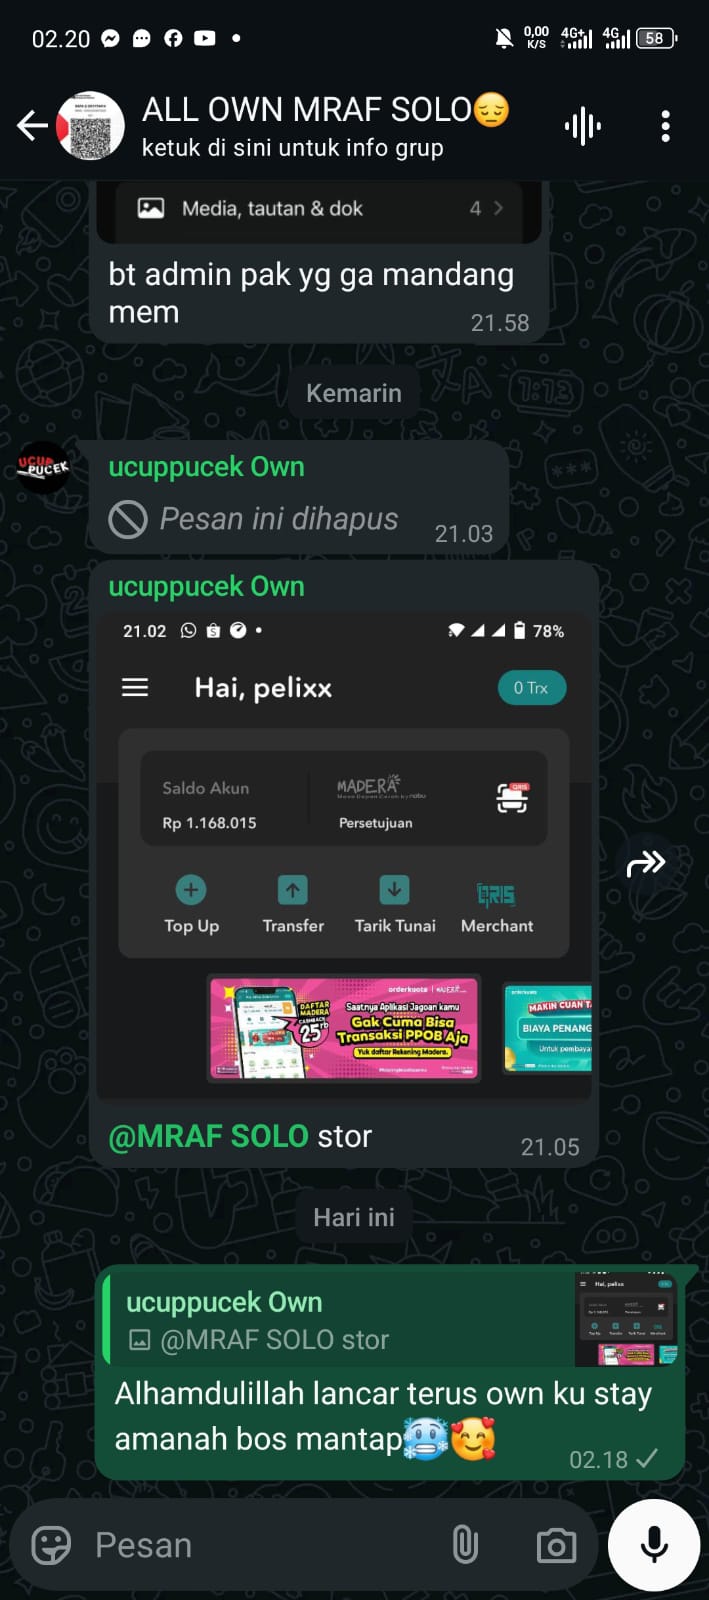 02.20
0,00
K/S
4G+
4G
58
ALL OWN MRAF SOLO😔
ketuk di sini untuk info grup
Media, tautan & dok 4
bt admin pak yg ga mandang
mem
21.58
Kemarin
UCUP
PUCEK
ucuppucek Own
Pesan ini dihapus
21.03
ucuppucek Own
21.02
78%
Hai, pelixx
0 Trx
Saldo Akun
Rp 1.168.015
MADERA
Persetujuan
QRIS
Top Up
Transfer
Tarik Tunai
QRIS
Merchant
orderkuota | MADERA
DAFTAR
MADERA
CASHBACK
25rb
Saatnya Aplikasi Jagoan kamu
Gak Cuma Bisa
Transaksi PPOB Aja
Yuk daftar Rekening Madera.
orderkuota
MAKIN CUAN T
BIAYA PENANG
Untuk pembaya
@MRAF SOLO stor
21.05
Hari ini
ucuppucek Own
@MRAF SOLO stor
Hai, pelixx
Alhamdulillah lancar terus own ku stay
amanah bos mantap🥶🥰
02.18
Pesan